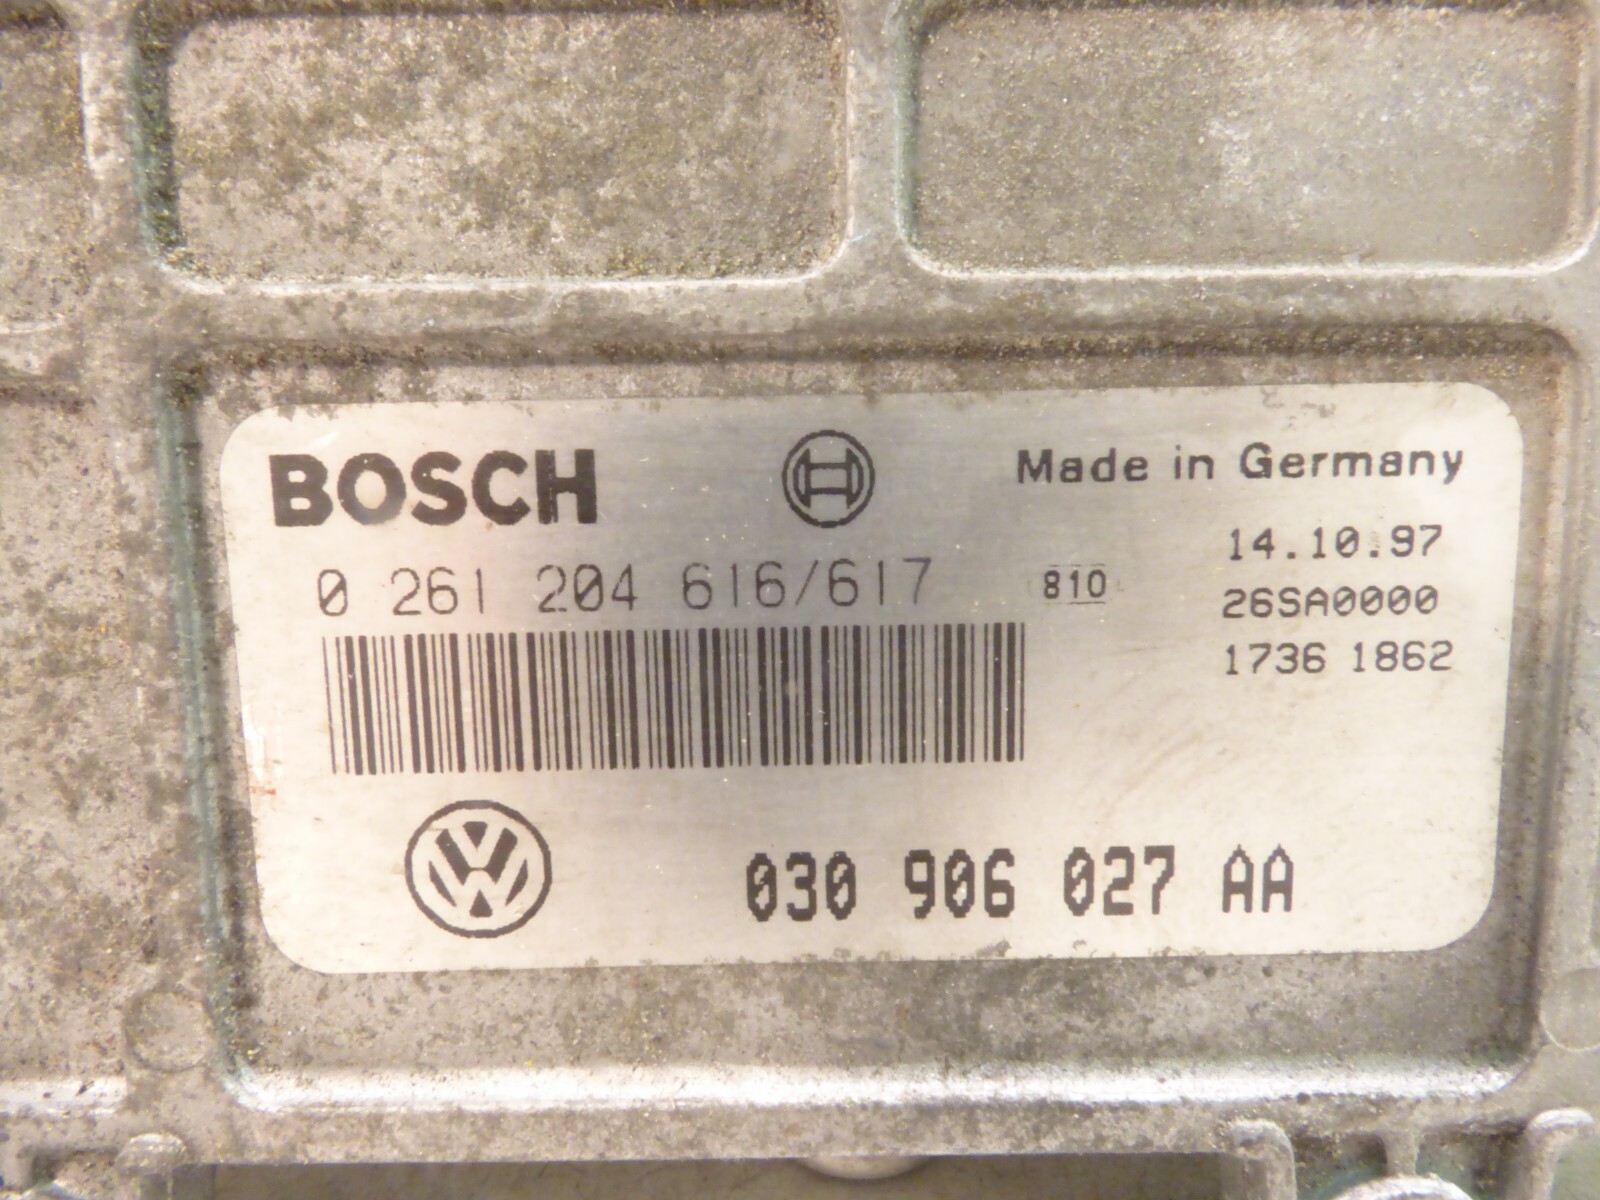 BOSCH
Made in Germany
14.10.97
0 261 204 616/617
810
26SA0000
1736 1862
VW
030 906 027 AA